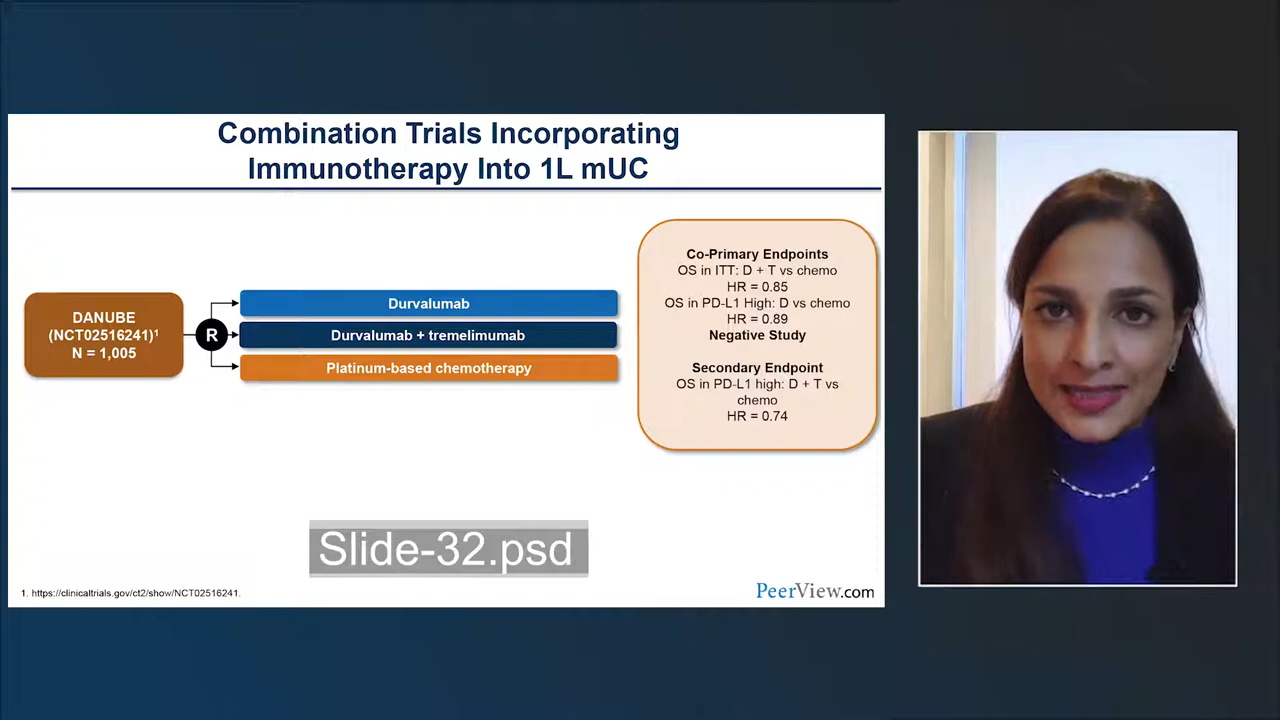 Combination Trials Incorporating
Immunotherapy Into 1L mUC
DANUBE
(NCT02516241)¹
N = 1,005
R
Durvalumab
Durvalumab + tremelimumab
Platinum-based chemotherapy
Co-Primary Endpoints
OS in ITT: D + T vs chemo
HR = 0.85
OS in PD-L1 High: D vs chemo
HR = 0.89
Negative Study
Secondary Endpoint
OS in PD-L1 high: D + T vs
chemo
HR = 0.74
Slide-32.psd
1. https://clinicaltrials.gov/ct2/show/NCT02516241.
PeerView.com